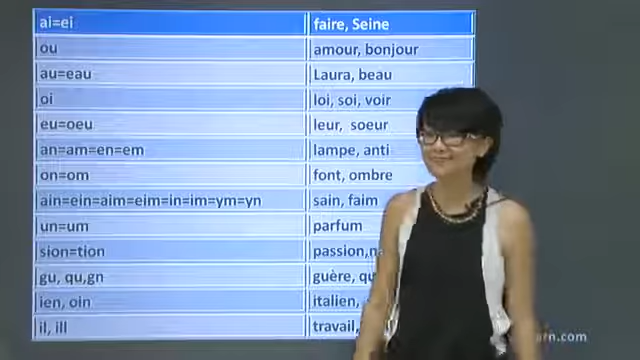 ai=ei faire, Seine
ou amour, bonjour
au=eau Laura, beau
oi loi, soi, voir
eu=oeu leur, soeur
an=am=en=em lampe, anti
on=om font, ombre
ain=ein=aim=eim=in=im=ym=yn sain, faim
un=um parfum
sion=tion passion,
gu, qu,gn guère,
ien, oin italien,
il, ill travail,